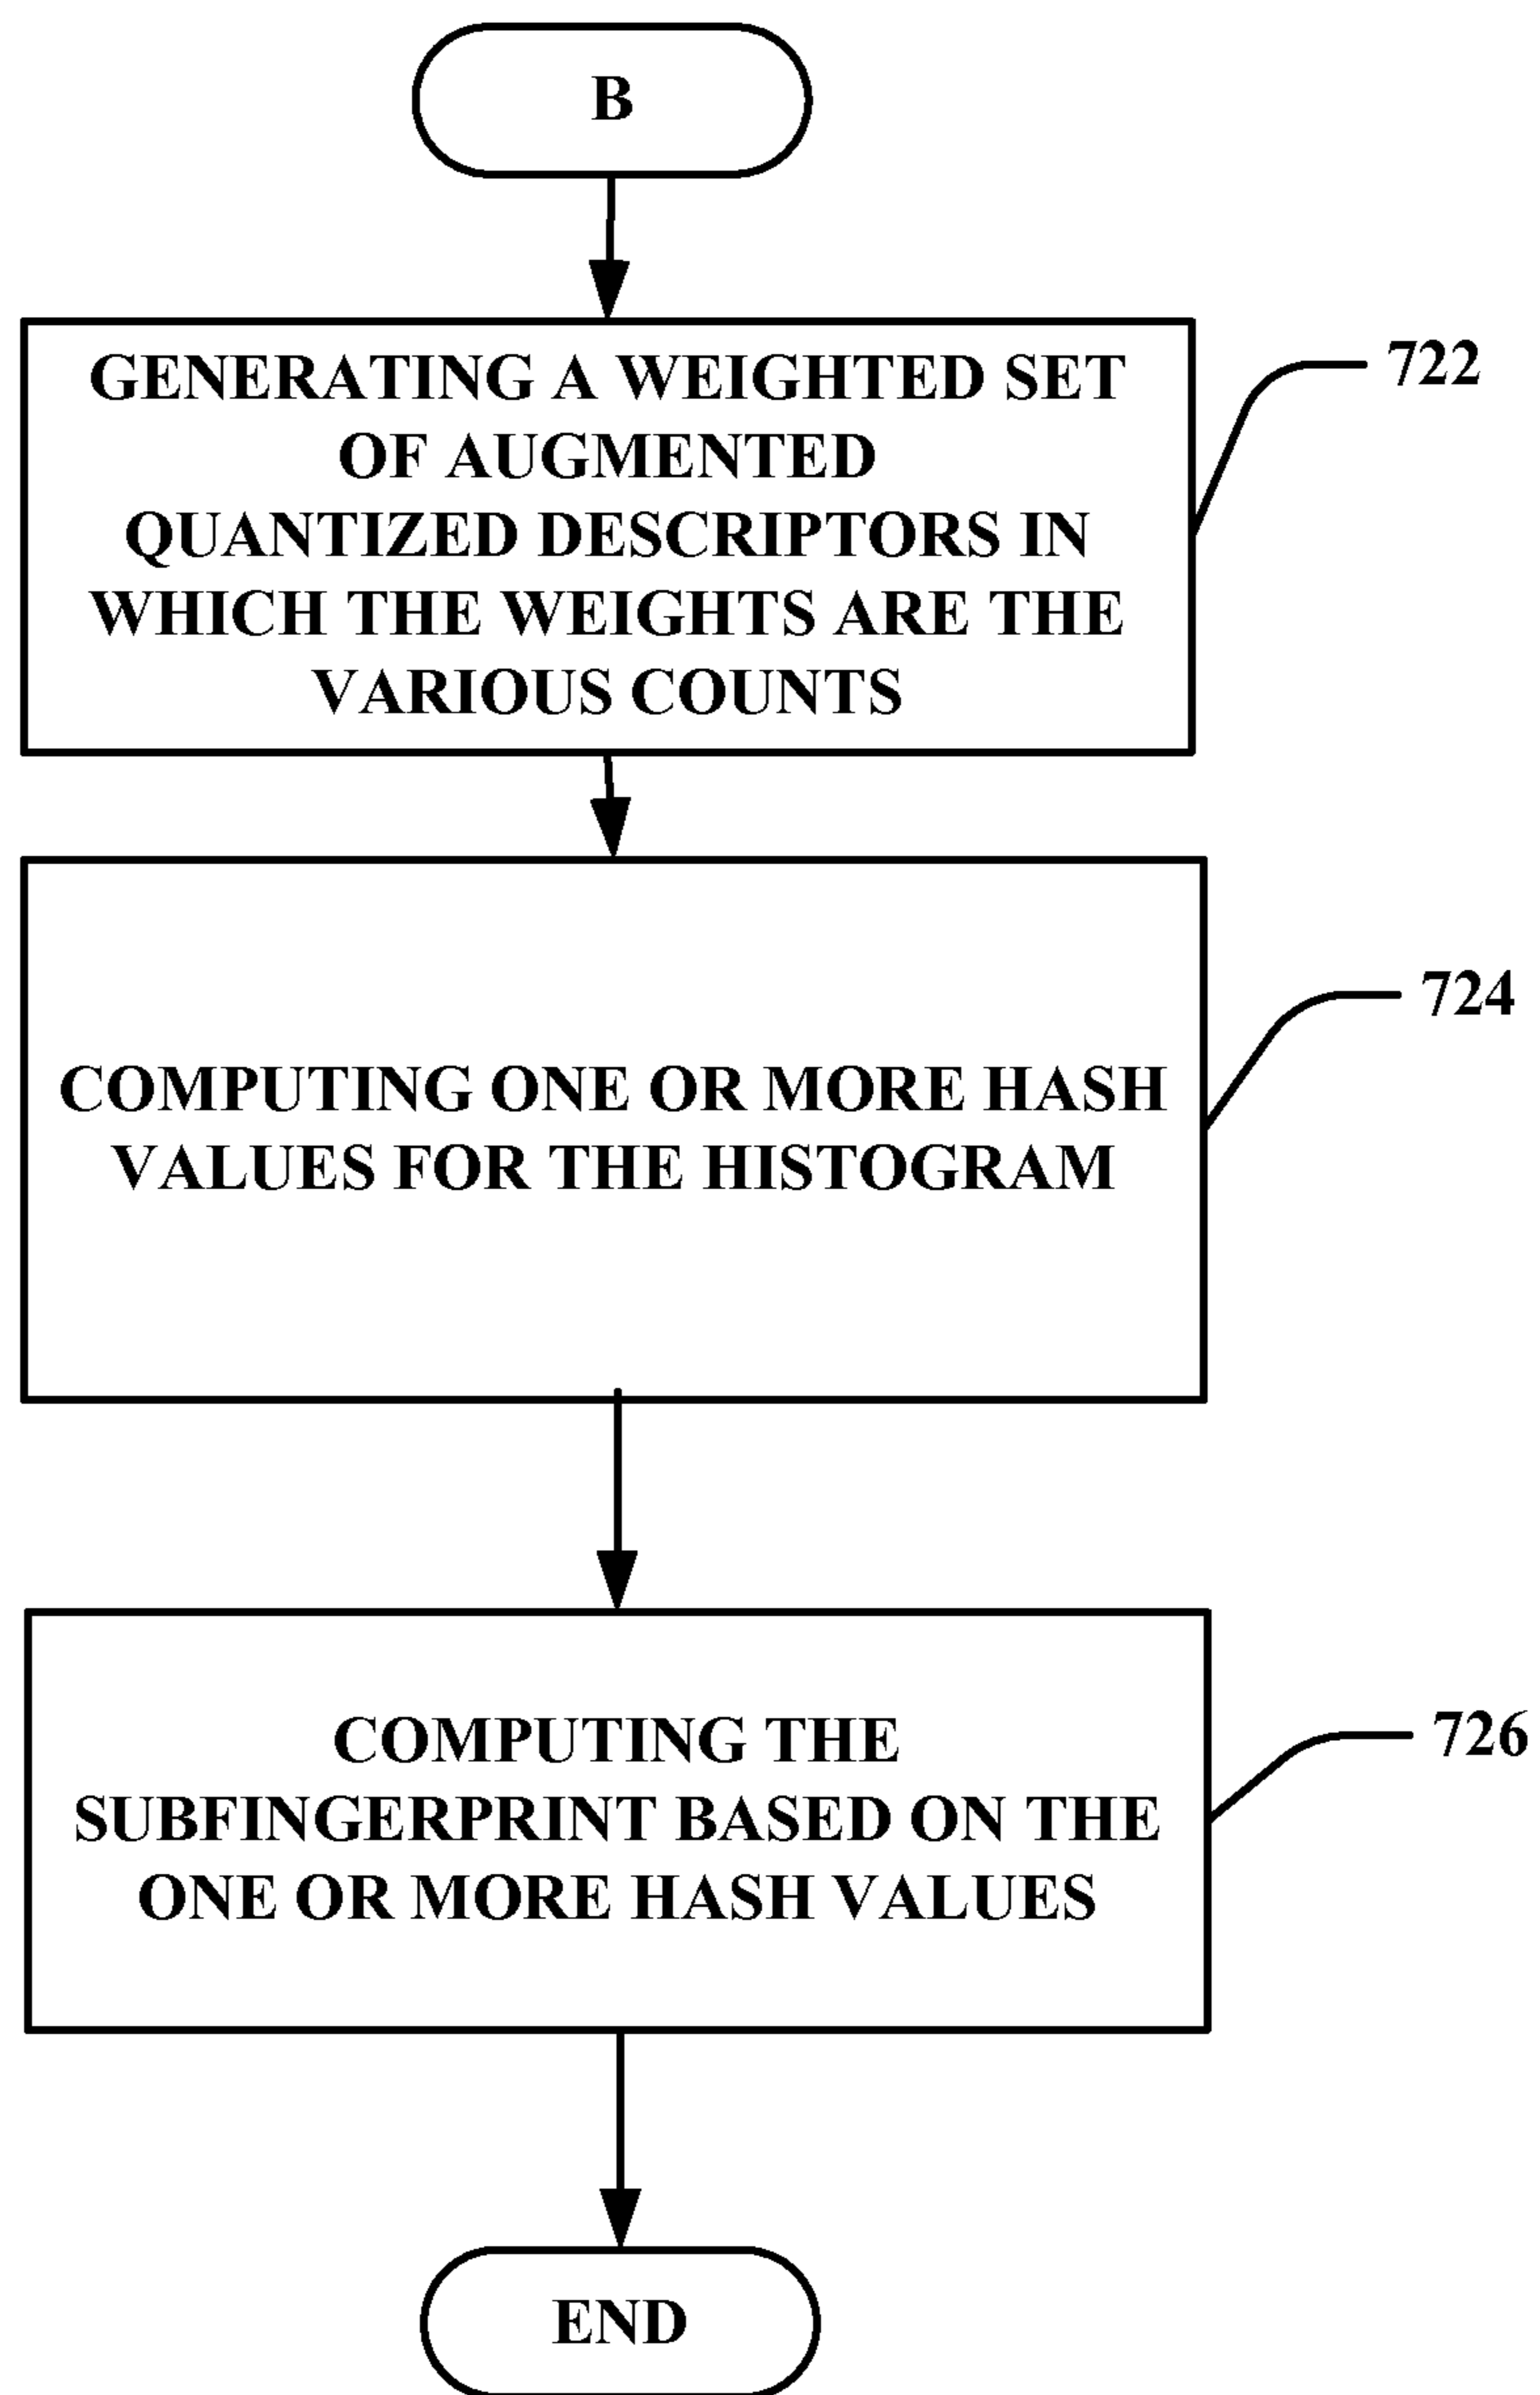 B
GENERATING A WEIGHTED SET
OF AUGMENTED
QUANTIZED DESCRIPTORS IN
WHICH THE WEIGHTS ARE THE
VARIOUS COUNTS
722
COMPUTING ONE OR MORE HASH
VALUES FOR THE HISTOGRAM
724
COMPUTING THE
SUBFINGERPRINT BASED ON THE
ONE OR MORE HASH VALUES
726
END